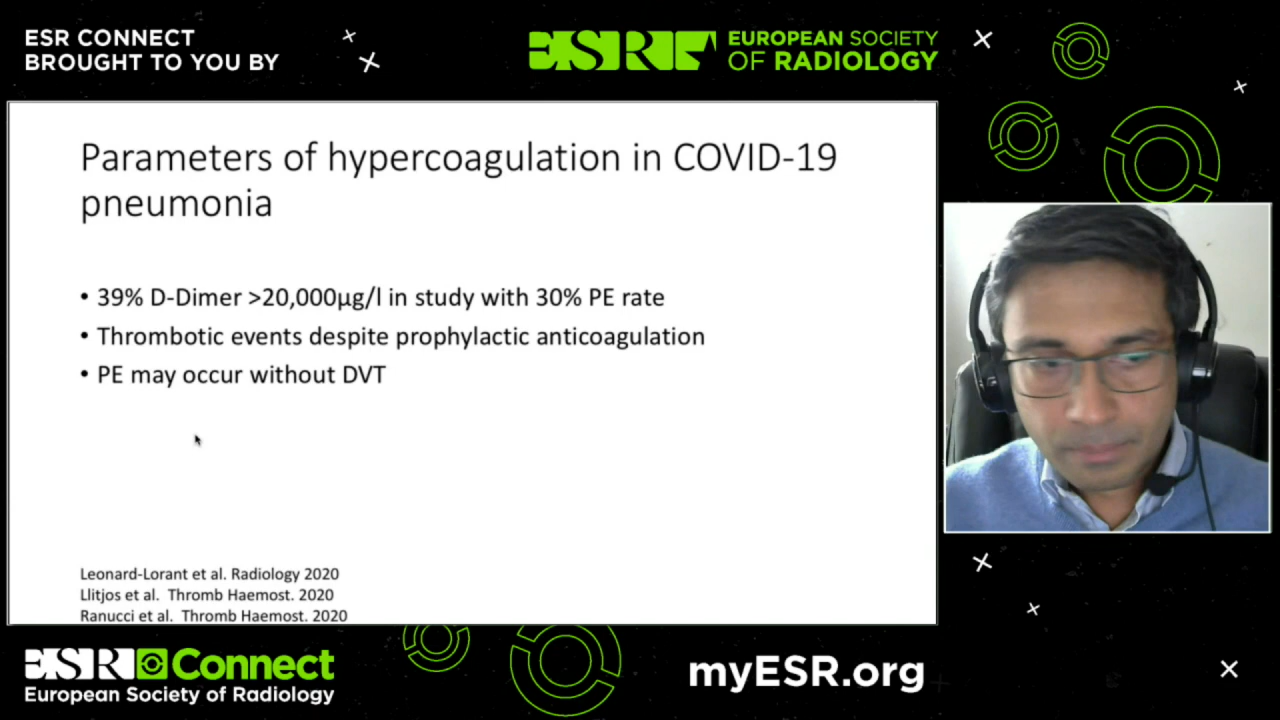 ESR CONNECT
BROUGHT TO YOU BY
ESR EUROPEAN SOCIETY
OF RADIOLOGY
Parameters of hypercoagulation in COVID-19
pneumonia
• 39% D-Dimer >20,000µg/l in study with 30% PE rate
• Thrombotic events despite prophylactic anticoagulation
• PE may occur without DVT
Leonard-Lorant et al. Radiology 2020
Llitjos et al.  Thromb Haemost. 2020
Ranucci et al.  Thromb Haemost. 2020
ESR Connect
European Society of Radiology
myESR.org